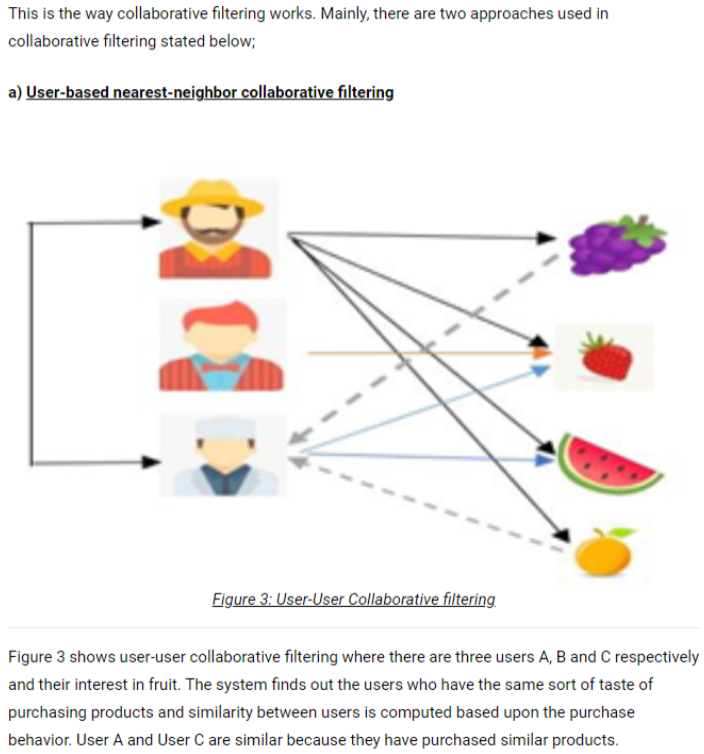 This is the way collaborative filtering works. Mainly, there are two approaches used in
collaborative filtering stated below;
a) User-based nearest-neighbor collaborative filtering
Figure 3: User-User Collaborative filtering
Figure 3 shows user-user collaborative filtering where there are three users A, B and C respectively
and their interest in fruit. The system finds out the users who have the same sort of taste of
purchasing products and similarity between users is computed based upon the purchase
behavior. User A and User C are similar because they have purchased similar products.